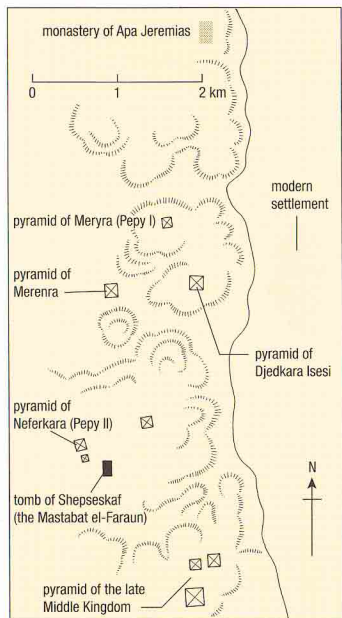 monastery of Apa Jeremias
0 1 2 km
modern
settlement
pyramid of Meryra (Pepy I)
pyramid of
Merenra
pyramid of
Djedkara Isesi
pyramid of
Neferkara (Pepy II)
N
tomb of Shepseskaf
(the Mastabat el-Faraun)
pyramid of the late
Middle Kingdom